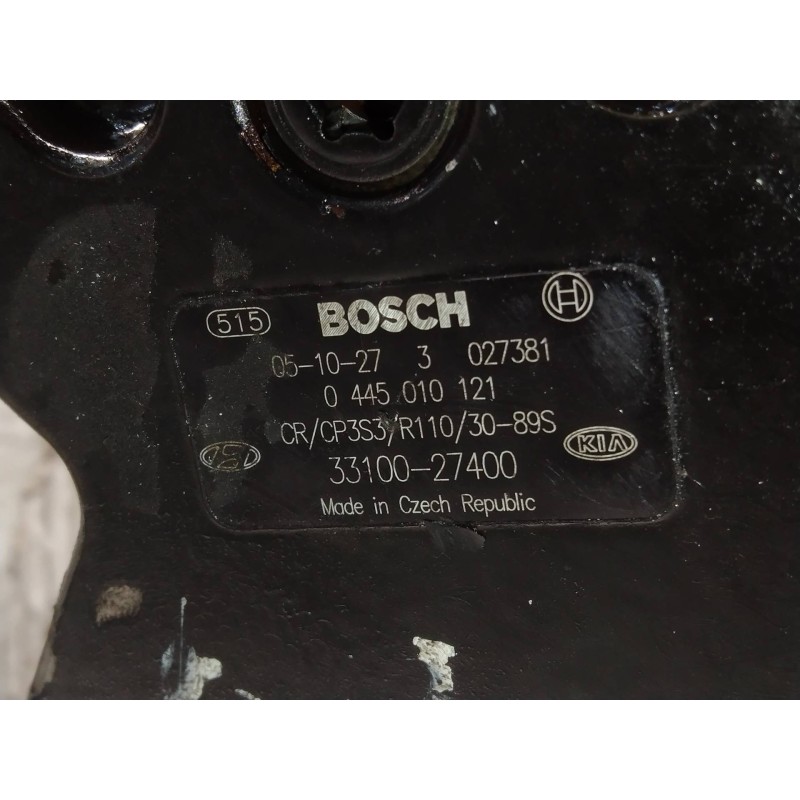 515 BOSCH
05-10-27 3 027381
0 445 010 121
CR/CP3S3/R110/30-89S
KIA
33100-27400
Made in Czech Republic